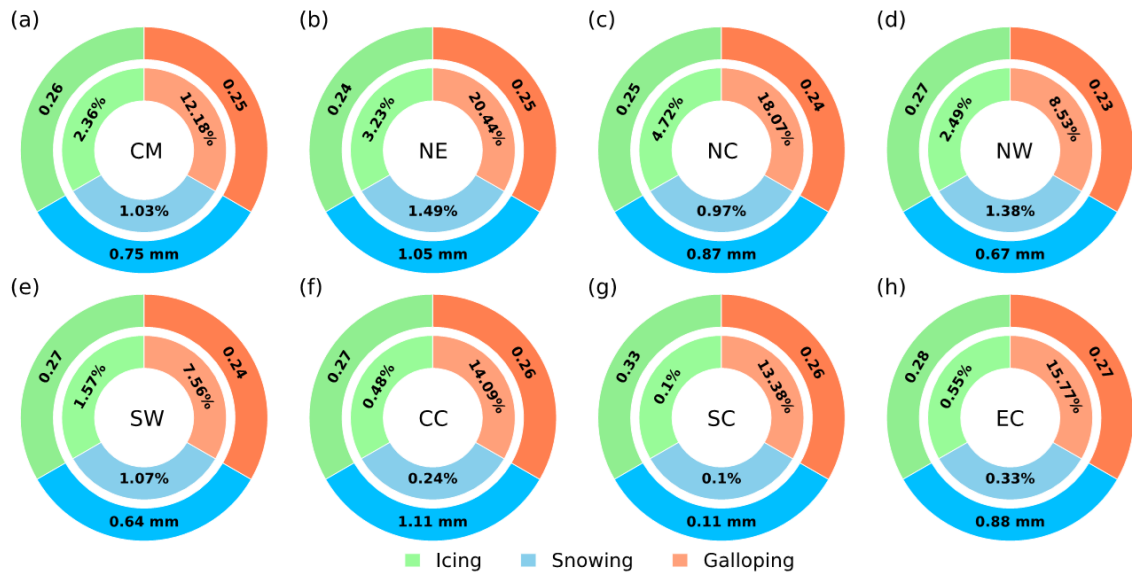 (a)
0.26
0.25
2.36%
12.18%
CM
1.03%
0.75 mm
(b)
0.24
0.25
3.23%
20.44%
NE
1.49%
1.05 mm
(c)
0.25
0.24
4.72%
18.07%
NC
0.97%
0.87 mm
(d)
0.27
0.23
2.49%
8.53%
NW
1.38%
0.67 mm
(e)
0.27
0.24
1.57%
7.56%
SW
1.07%
0.64 mm
(f)
0.27
0.26
0.48%
14.09%
CC
0.24%
1.11 mm
(g)
0.33
0.26
0.1%
13.38%
SC
0.1%
0.11 mm
(h)
0.28
0.27
0.55%
15.77%
EC
0.33%
0.88 mm
Icing Snowing Galloping